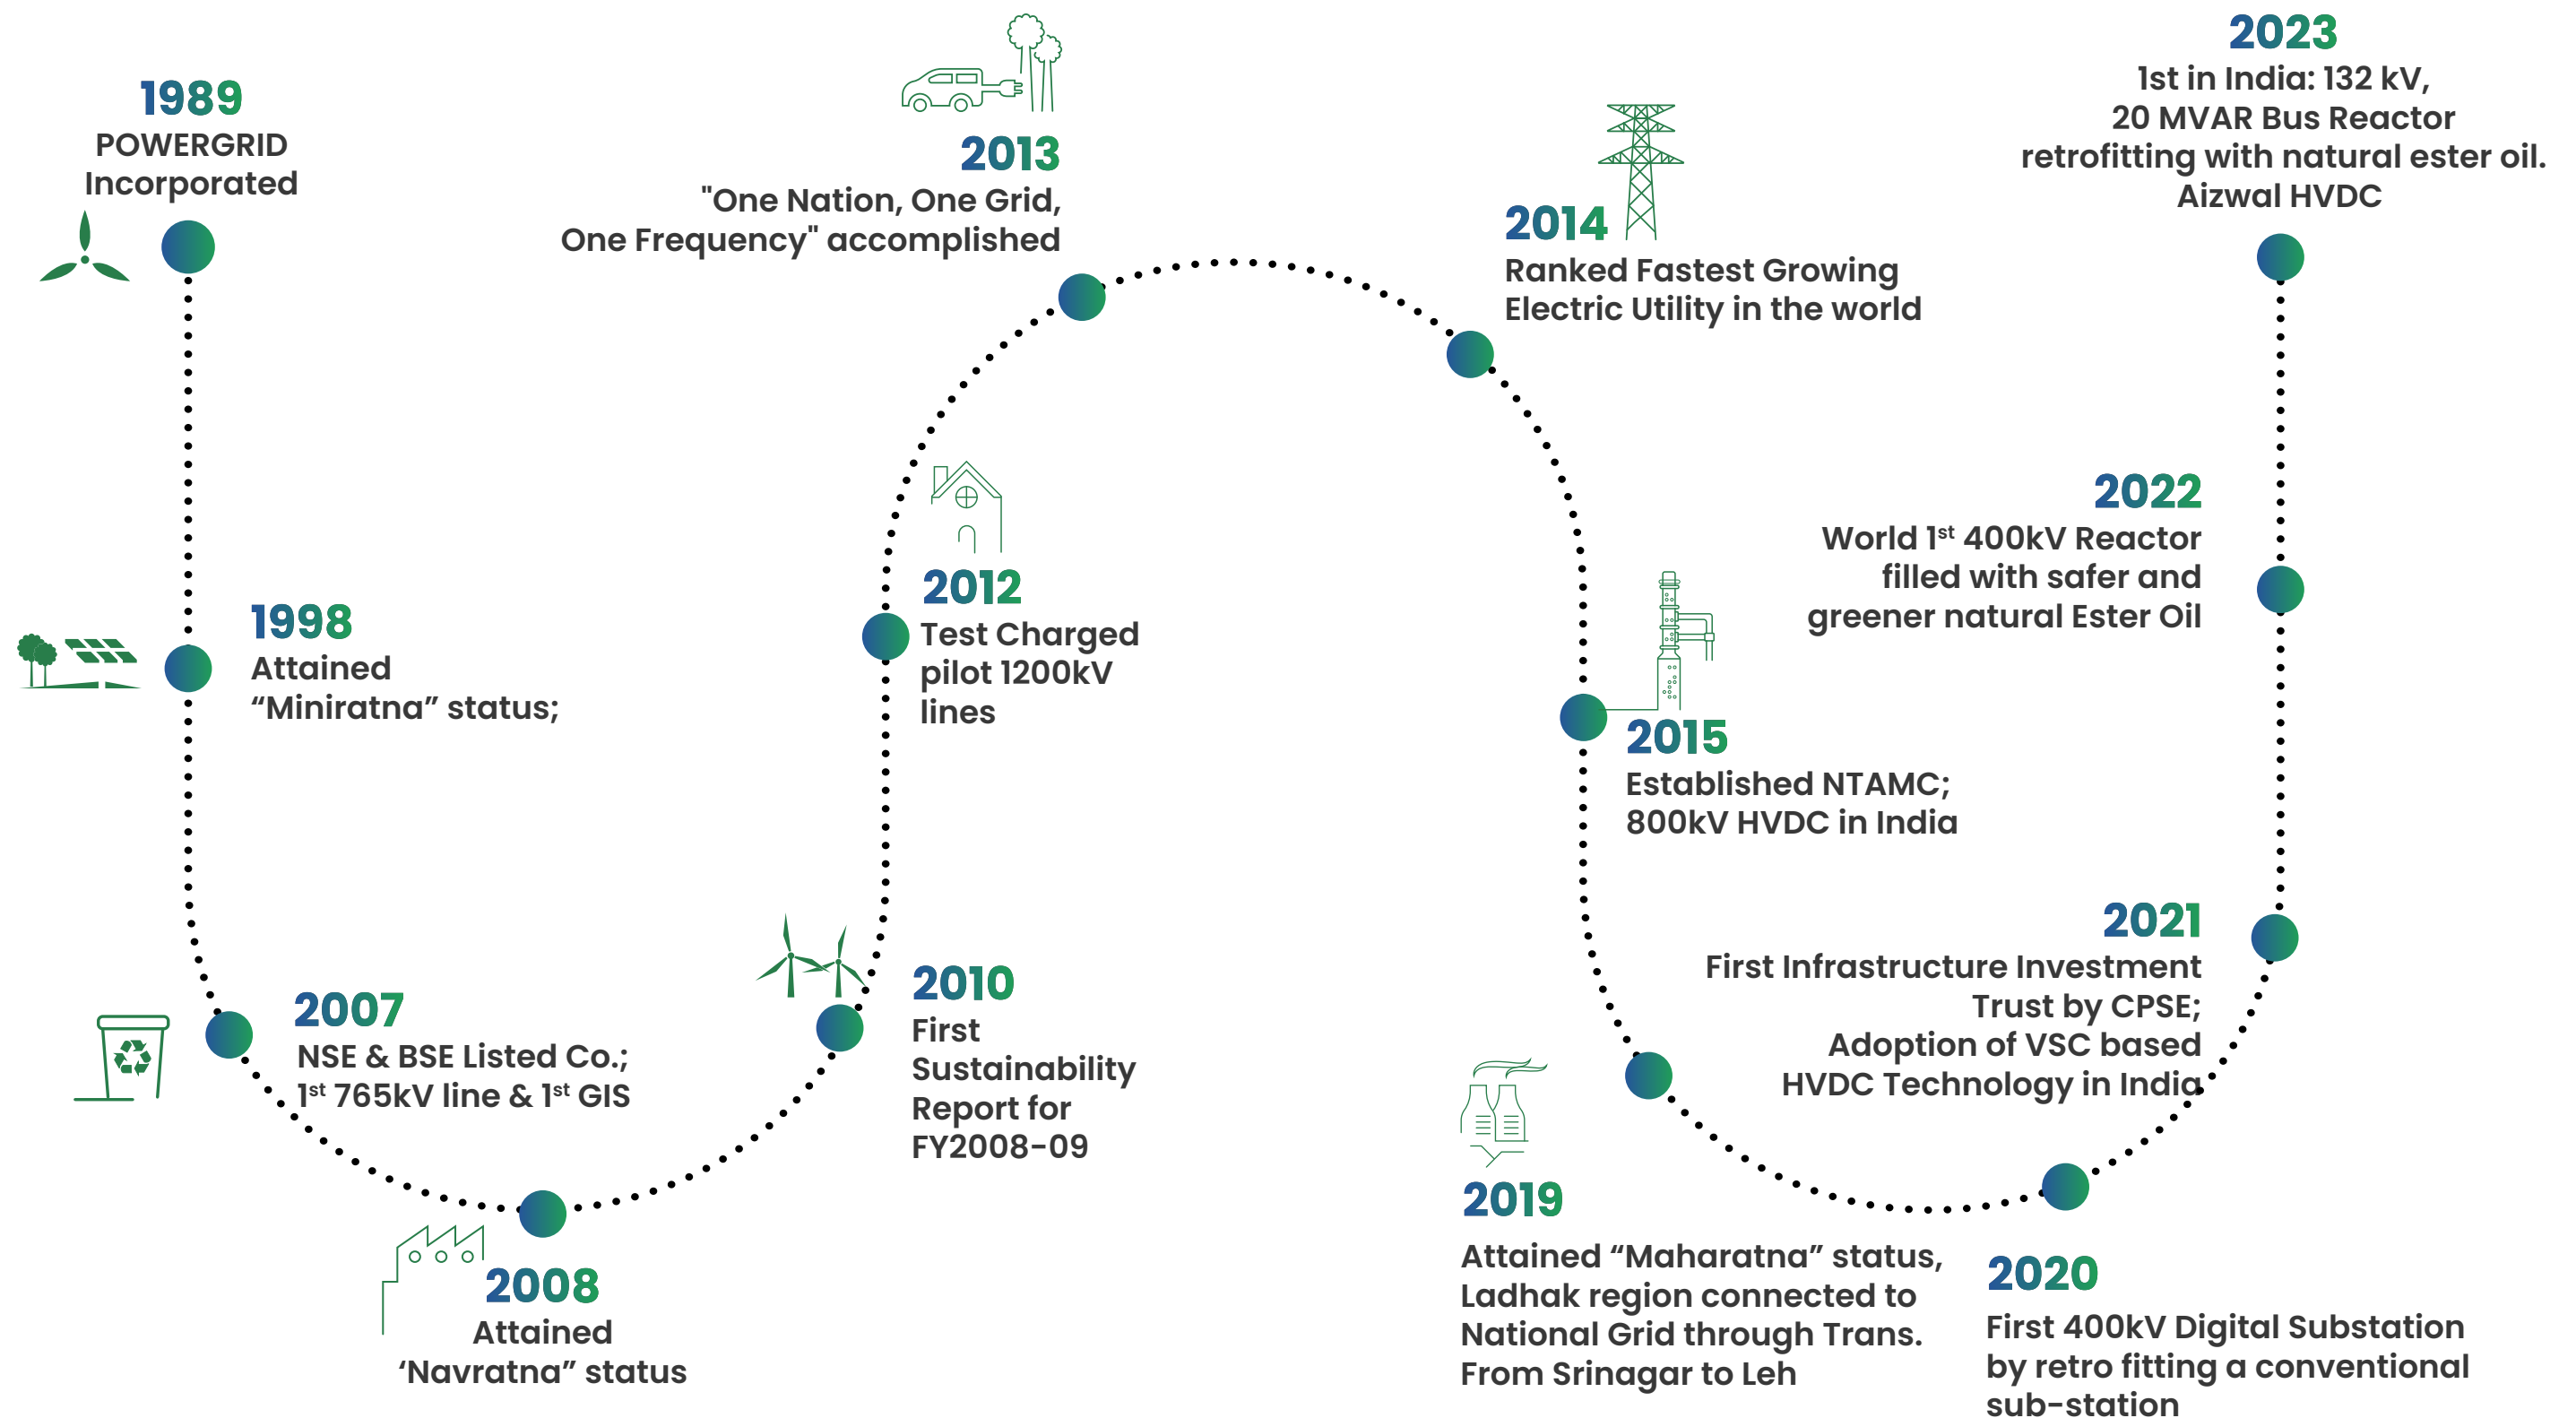 1989
POWERGRID
Incorporated
1998
Attained
“Miniratna” status;
2007
NSE & BSE Listed Co.;
1st 765kV line & 1st GIS
2008
Attained
‘Navratna” status
2010
First
Sustainability
Report for
FY2008-09
2012
Test Charged
pilot 1200kV
lines
2013
"One Nation, One Grid,
One Frequency" accomplished
2014
Ranked Fastest Growing
Electric Utility in the world
2015
Established NTAMC;
800kV HVDC in India
2019
Attained “Maharatna” status,
Ladhak region connected to
National Grid through Trans.
From Srinagar to Leh
2020
First 400kV Digital Substation
by retro fitting a conventional
sub-station
2021
First Infrastructure Investment
Trust by CPSE;
Adoption of VSC based
HVDC Technology in India
2022
World 1st 400kV Reactor
filled with safer and
greener natural Ester Oil
2023
1st in India: 132 kV,
20 MVAR Bus Reactor
retrofitting with natural ester oil.
Aizwal HVDC